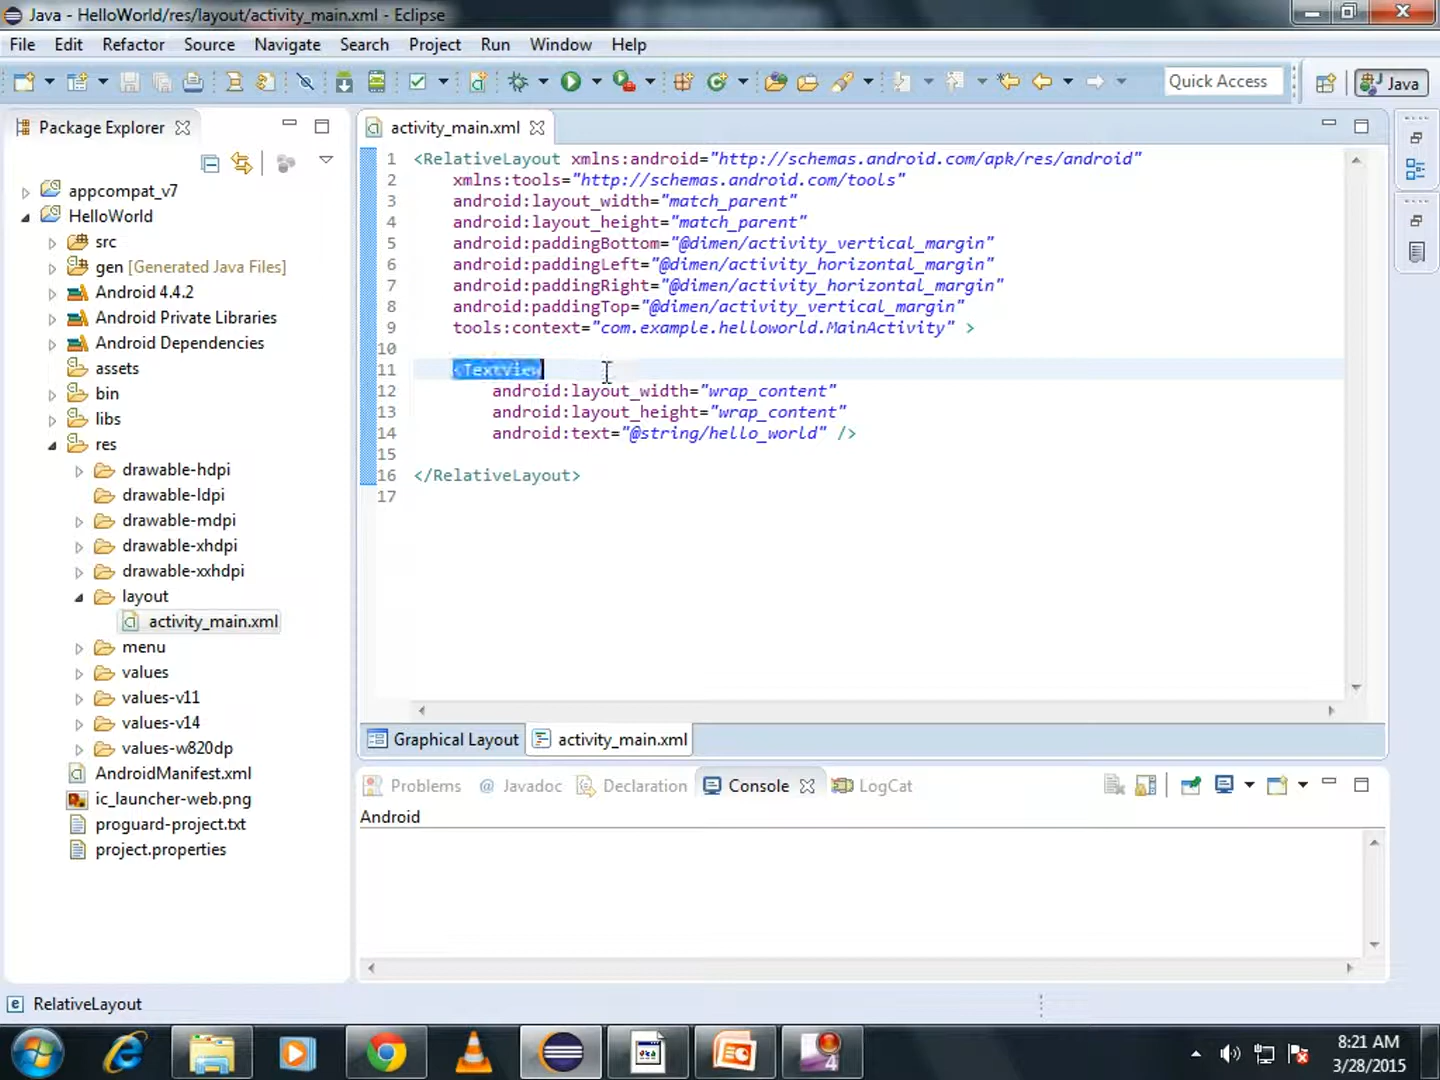 Java - HelloWorld/res/layout/activity_main.xml - Eclipse
File Edit Refactor Source Navigate Search Project Run Window Help
Quick Access
Java
Package Explorer
activity_main.xml
appcompat_v7
HelloWorld
src
gen [Generated Java Files]
Android 4.4.2
Android Private Libraries
Android Dependencies
assets
bin
libs
res
drawable-hdpi
drawable-ldpi
drawable-mdpi
drawable-xhdpi
drawable-xxhdpi
layout
activity_main.xml
menu
values
values-v11
values-v14
values-w820dp
AndroidManifest.xml
ic_launcher-web.png
proguard-project.txt
project.properties
1 <RelativeLayout xmlns:android="http://schemas.android.com/apk/res/android"
2 xmlns:tools="http://schemas.android.com/tools"
3 android:layout_width="match_parent"
4 android:layout_height="match_parent"
5 android:paddingBottom="@dimen/activity_vertical_margin"
6 android:paddingLeft="@dimen/activity_horizontal_margin"
7 android:paddingRight="@dimen/activity_horizontal_margin"
8 android:paddingTop="@dimen/activity_vertical_margin"
9 tools:context="com.example.helloworld.MainActivity" >
10
11 <TextView
12 android:layout_width="wrap_content"
13 android:layout_height="wrap_content"
14 android:text="@string/hello_world" />
15
16 </RelativeLayout>
17
Graphical Layout activity_main.xml
Problems @ Javadoc Declaration Console LogCat
Android
RelativeLayout
4
8:21 AM
3/28/2015